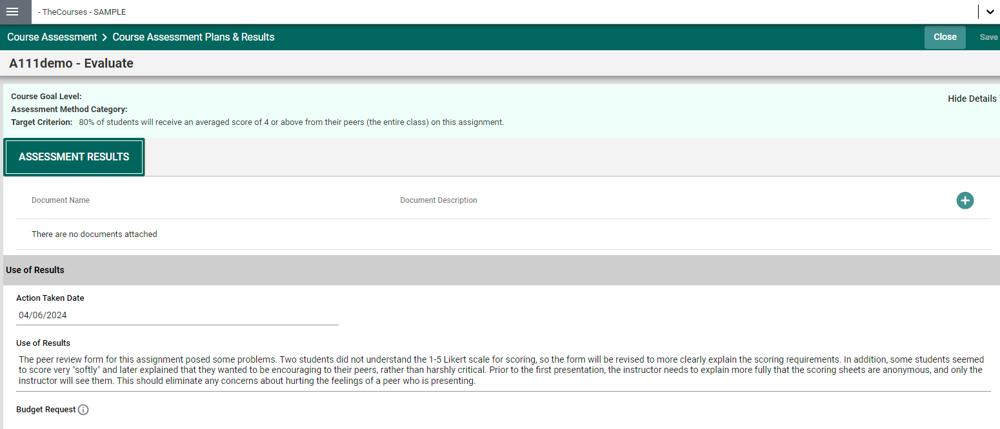 - TheCourses - SAMPLE
Course Assessment > Course Assessment Plans & Results
Close
Save
A111demo - Evaluate
Course Goal Level:
Hide Details
Assessment Method Category:
Target Criterion: 80% of students will receive an averaged score of 4 or above from their peers (the entire class) on this assignment.
ASSESSMENT RESULTS
Document Name
Document Description
There are no documents attached
Use of Results
Action Taken Date
04/06/2024
Use of Results
The peer review form for this assignment posed some problems. Two students did not understand the 1-5 Likert scale for scoring, so the form will be revised to more clearly explain the scoring requirements. In addition, some students seemed
to score very "softly" and later explained that they wanted to be encouraging to their peers, rather than harshly critical. Prior to the first presentation, the instructor needs to explain more fully that the scoring sheets are anonymous, and only the
instructor will see them. This should eliminate any concerns about hurting the feelings of a peer who is presenting.
Budget Request